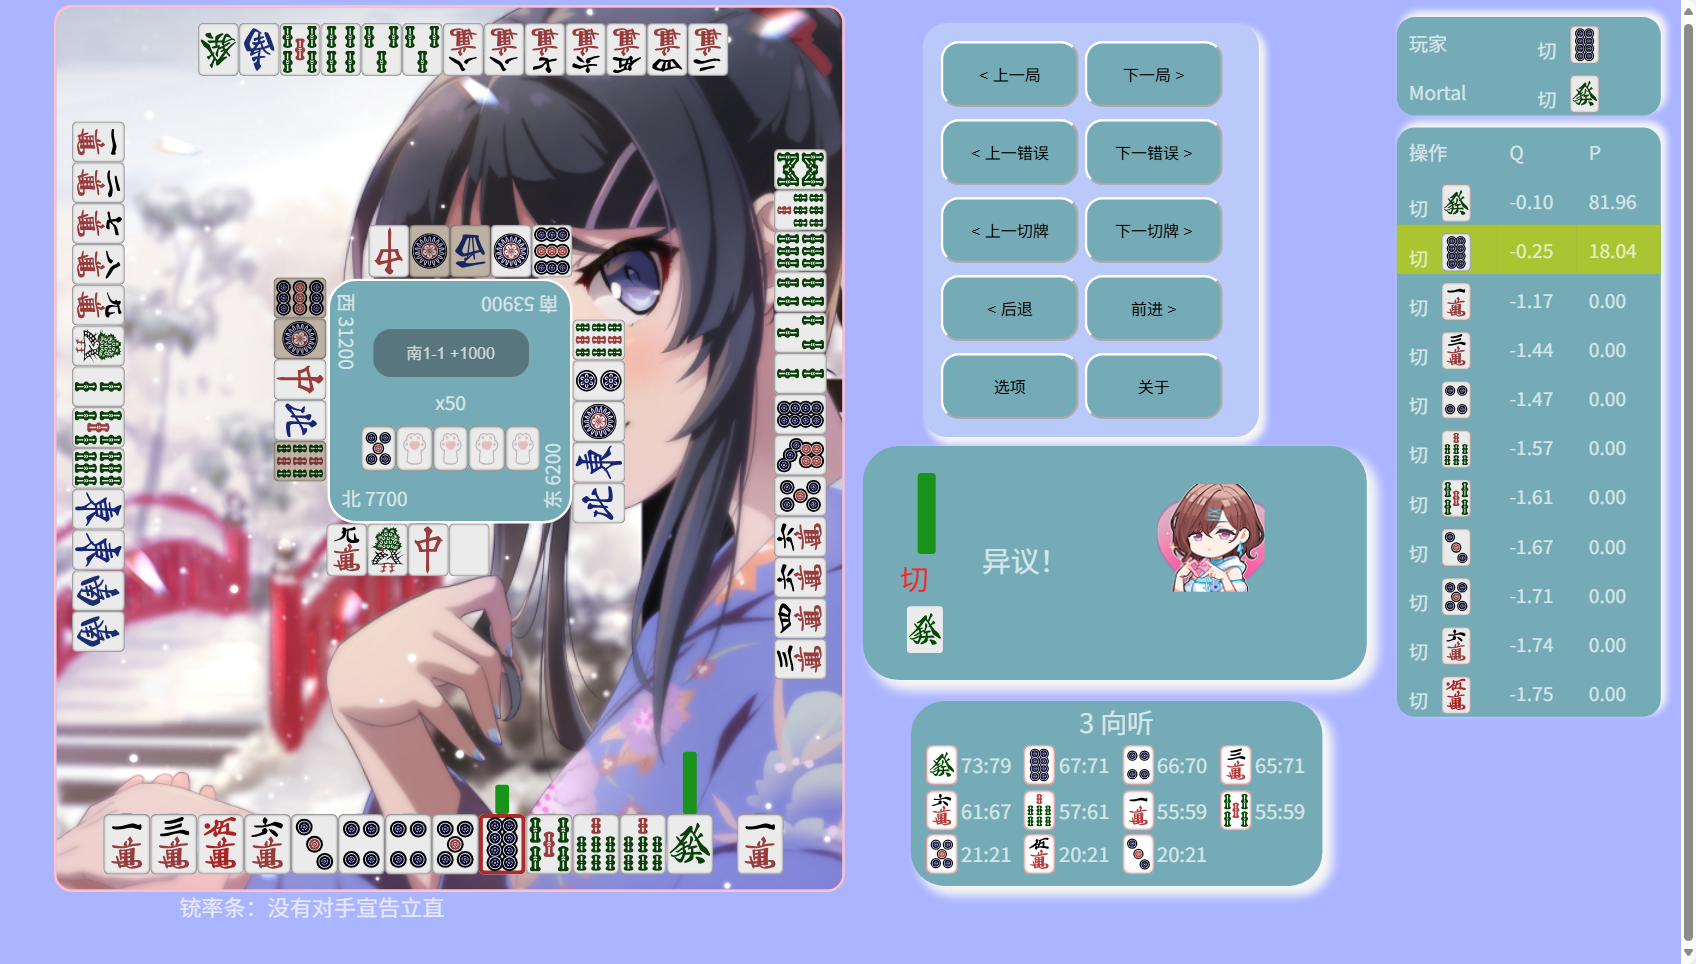 西 31200
南 53900
南1-1 +1000
x50
北 7700
东 6200
铳率条：没有对手宣告立直
< 上一局
下一局 >
< 上一错误
下一错误 >
< 上一切牌
下一切牌 >
< 后退
前进 >
选项
关于
切
异议！
3 向听
73:79
67:71
66:70
65:71
61:67
57:61
55:59
55:59
21:21
20:21
20:21
玩家 切
Mortal 切
操作 Q P
切 -0.10 81.96
切 -0.25 18.04
切 -1.17 0.00
切 -1.44 0.00
切 -1.47 0.00
切 -1.57 0.00
切 -1.61 0.00
切 -1.67 0.00
切 -1.71 0.00
切 -1.74 0.00
切 -1.75 0.00